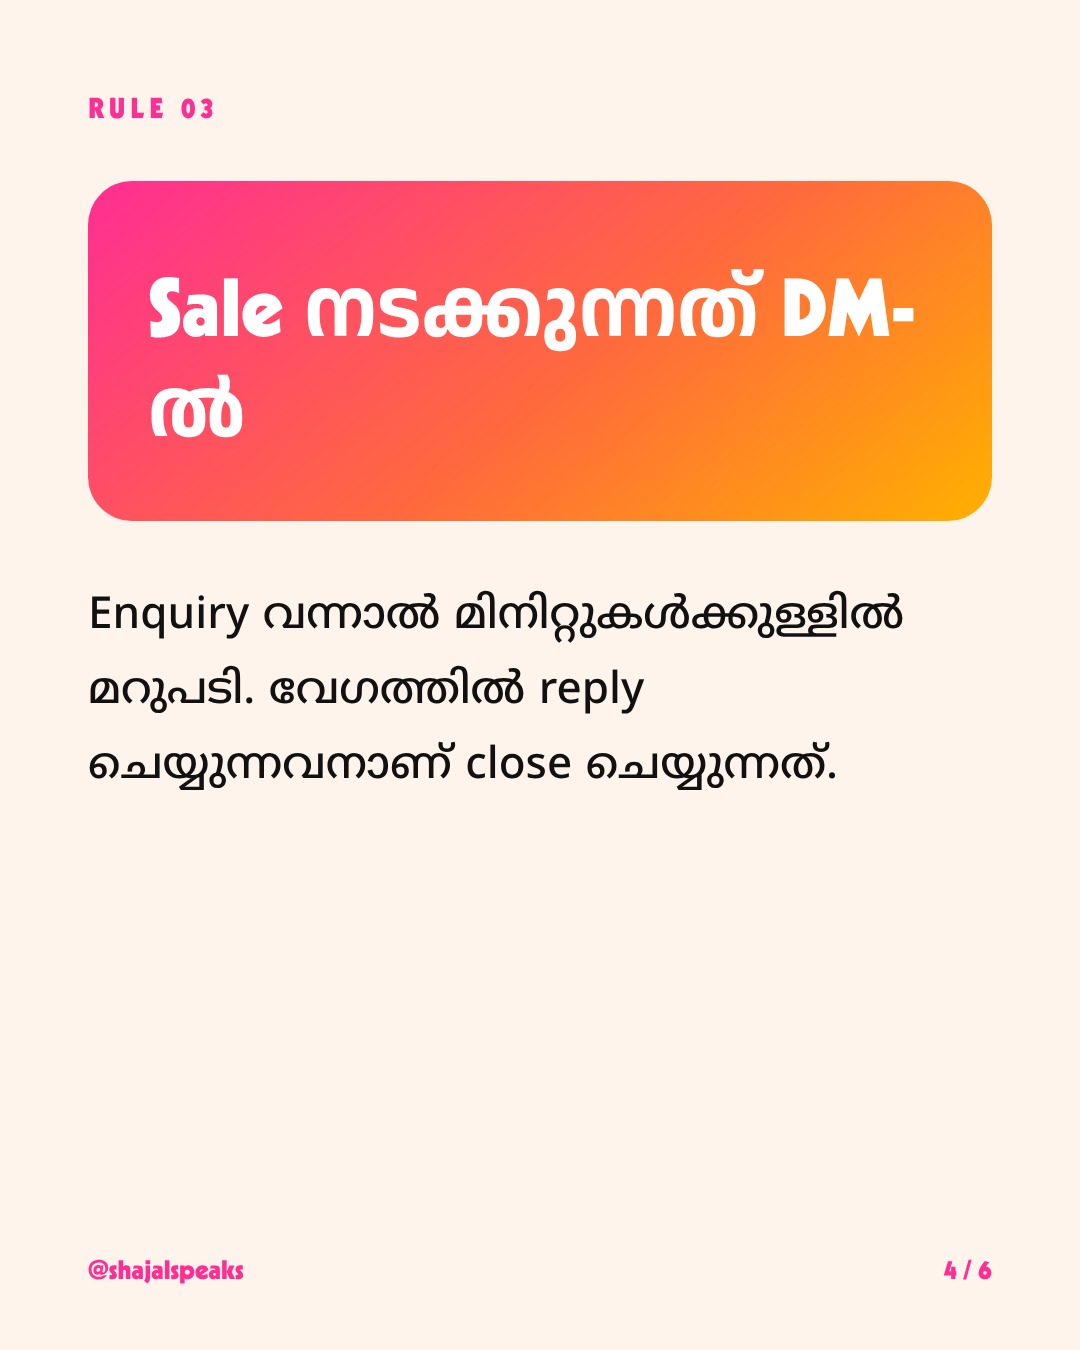 RULE 03
Sale നടക്കുന്നത് DM-
ൽ
Enquiry വന്നാൽ മിനിറ്റുകൾക്കുള്ളിൽ
മറുപടി. വേഗത്തിൽ reply
ചെയ്യുന്നവനാണ് close ചെയ്യുന്നത്.
@shajalspeaks
4 / 6